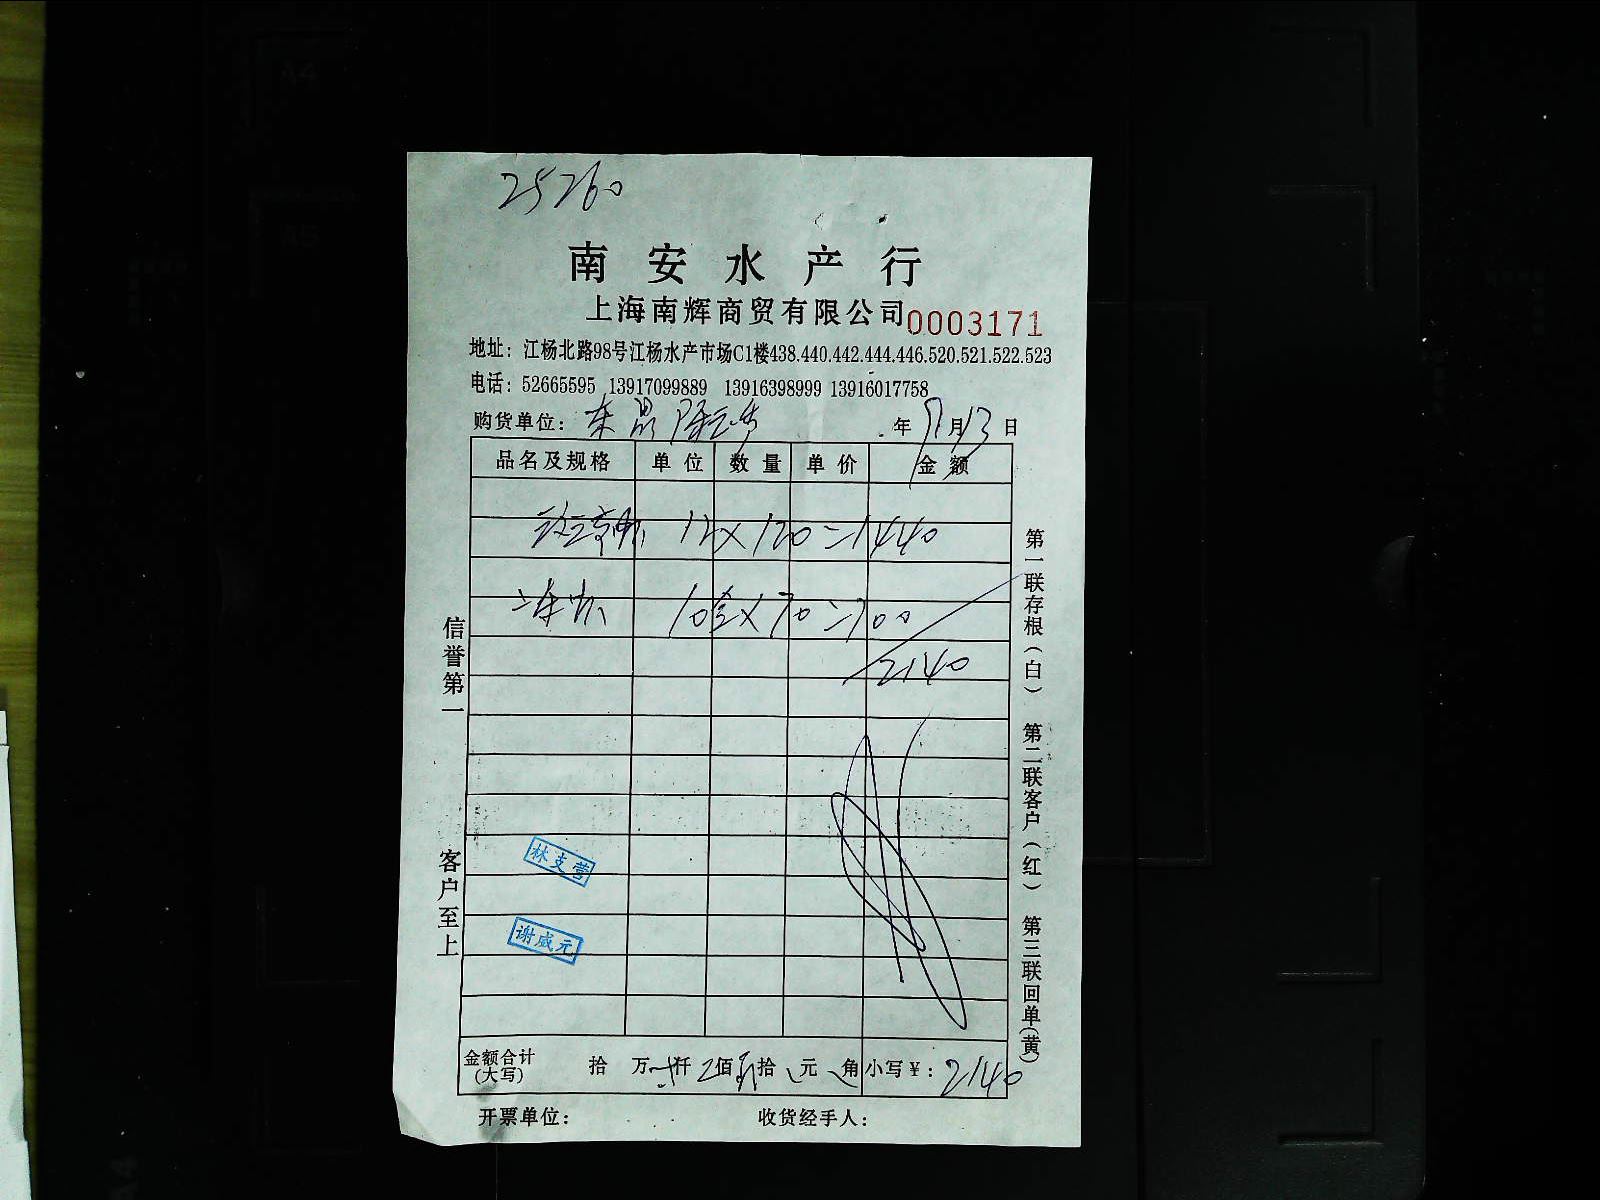 25260
南安水产行
上海南辉商贸有限公司 0003171
地址：江杨北路98号江杨水产市场C1楼438.440.442.444.446.520.521.522.523
电话：52665595 13917099889 13916398999 13916017758
购货单位：东 年9月13日
品名及规格 单位 数量 单价 金额
12×120=1440
10×70=700
2140
信誉第一 客户至上
第一联存根（白） 第二联客户（红） 第三联回单（黄）
林支营
谢咸元
金额合计（大写） 拾 万 仟 佰 拾 元 角 小写￥：2140
开票单位： 收货经手人：